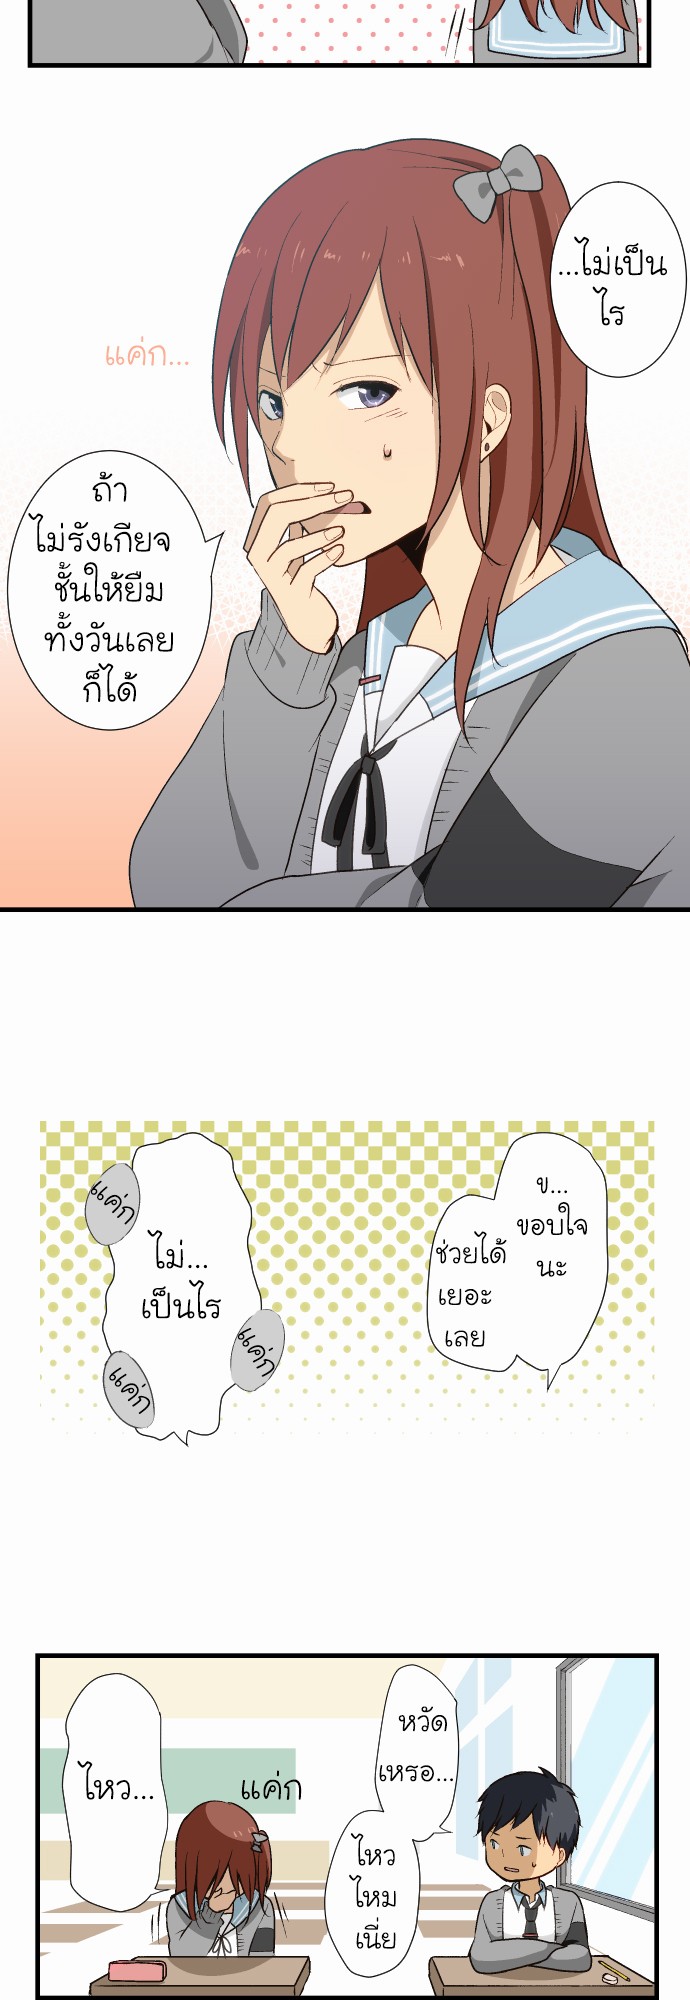 ...ไม่เป็น
ไร
แค่ก...
ถ้า
ไม่รังเกียจ
ชั้นให้ยืม
ทั้งวันเลย
ก็ได้
ข...
ขอบใจ
นะ
ช่วยได้
เยอะ
เลย
แค่ก
ไม่...
เป็นไร
แค่ก
แค่ก
หวัด
เหรอ...
ไหว
ไหม
เนี่ย
แค่ก
ไหว...